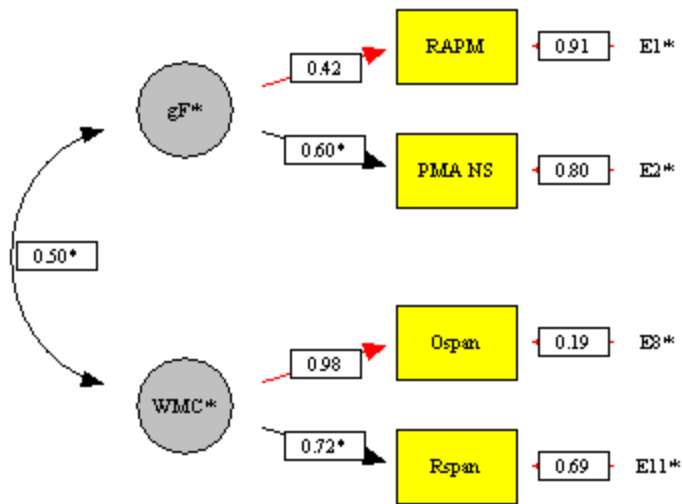 RAPM
0.91
E1*
0.42
gF*
0.60*
PMA NS
0.80
E2*
0.50*
Ospan
0.19
E8*
0.98
WMC*
0.72*
Rspan
0.69
E11*